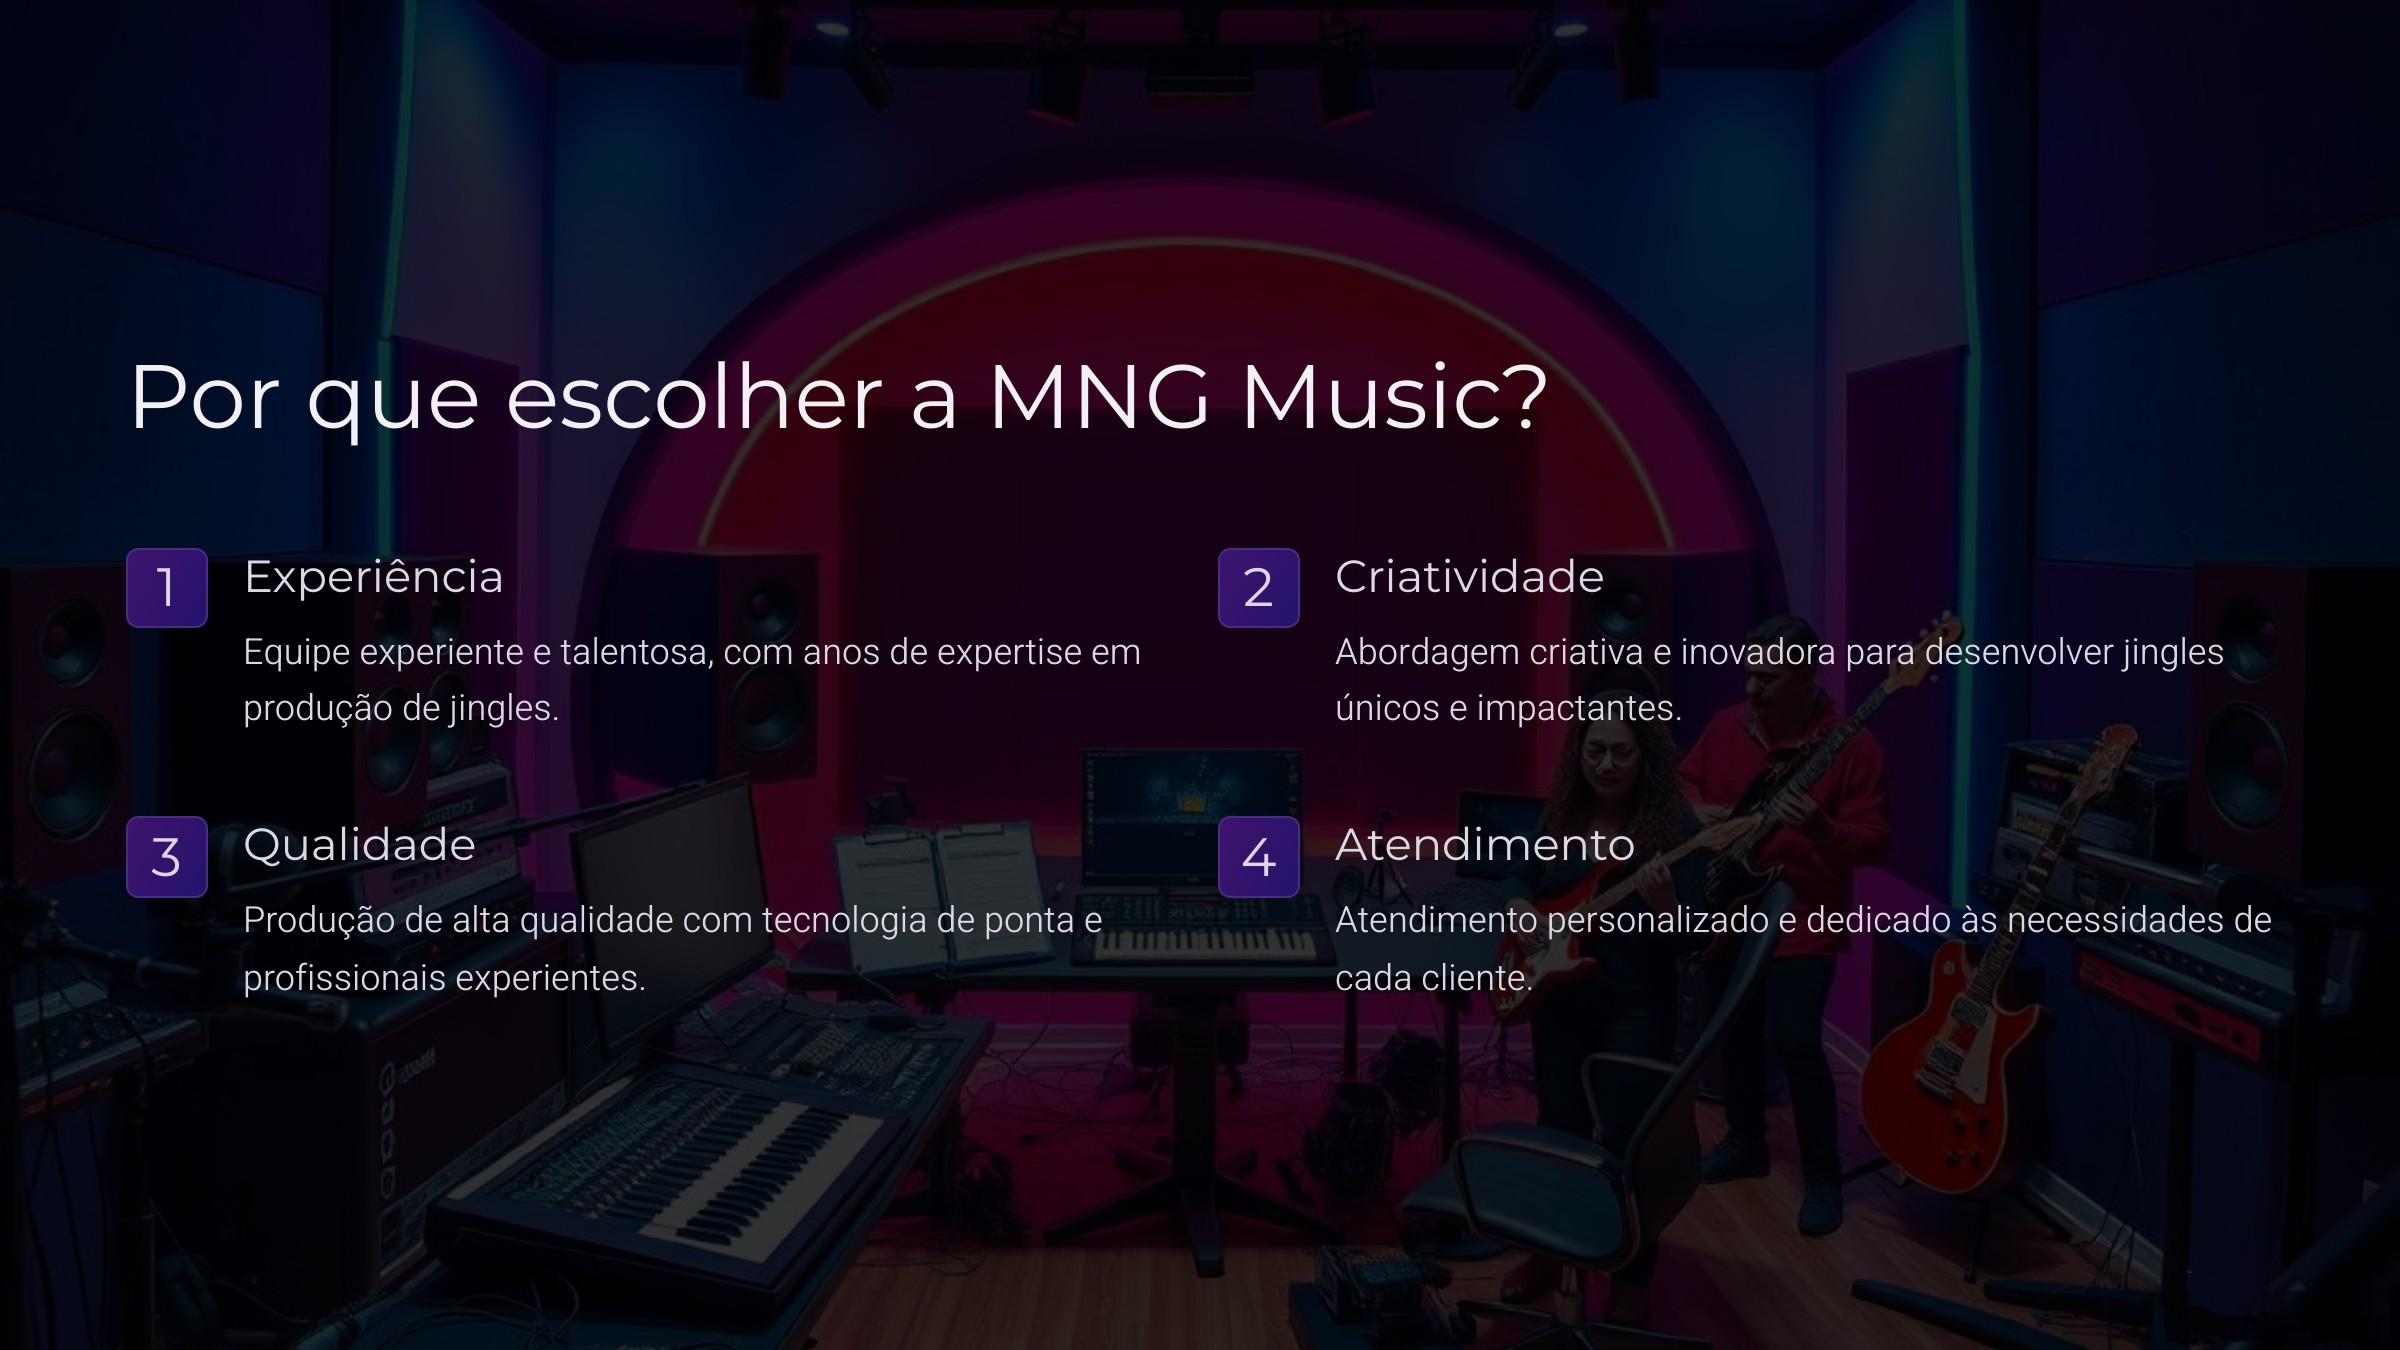 Por que escolher a MNG Music?
1
Experiência
Equipe experiente e talentosa, com anos de expertise em
produção de jingles.
2
Criatividade
Abordagem criativa e inovadora para desenvolver jingles
únicos e impactantes.
3
Qualidade
Produção de alta qualidade com tecnologia de ponta e
profissionais experientes.
4
Atendimento
Atendimento personalizado e dedicado às necessidades de
cada cliente.